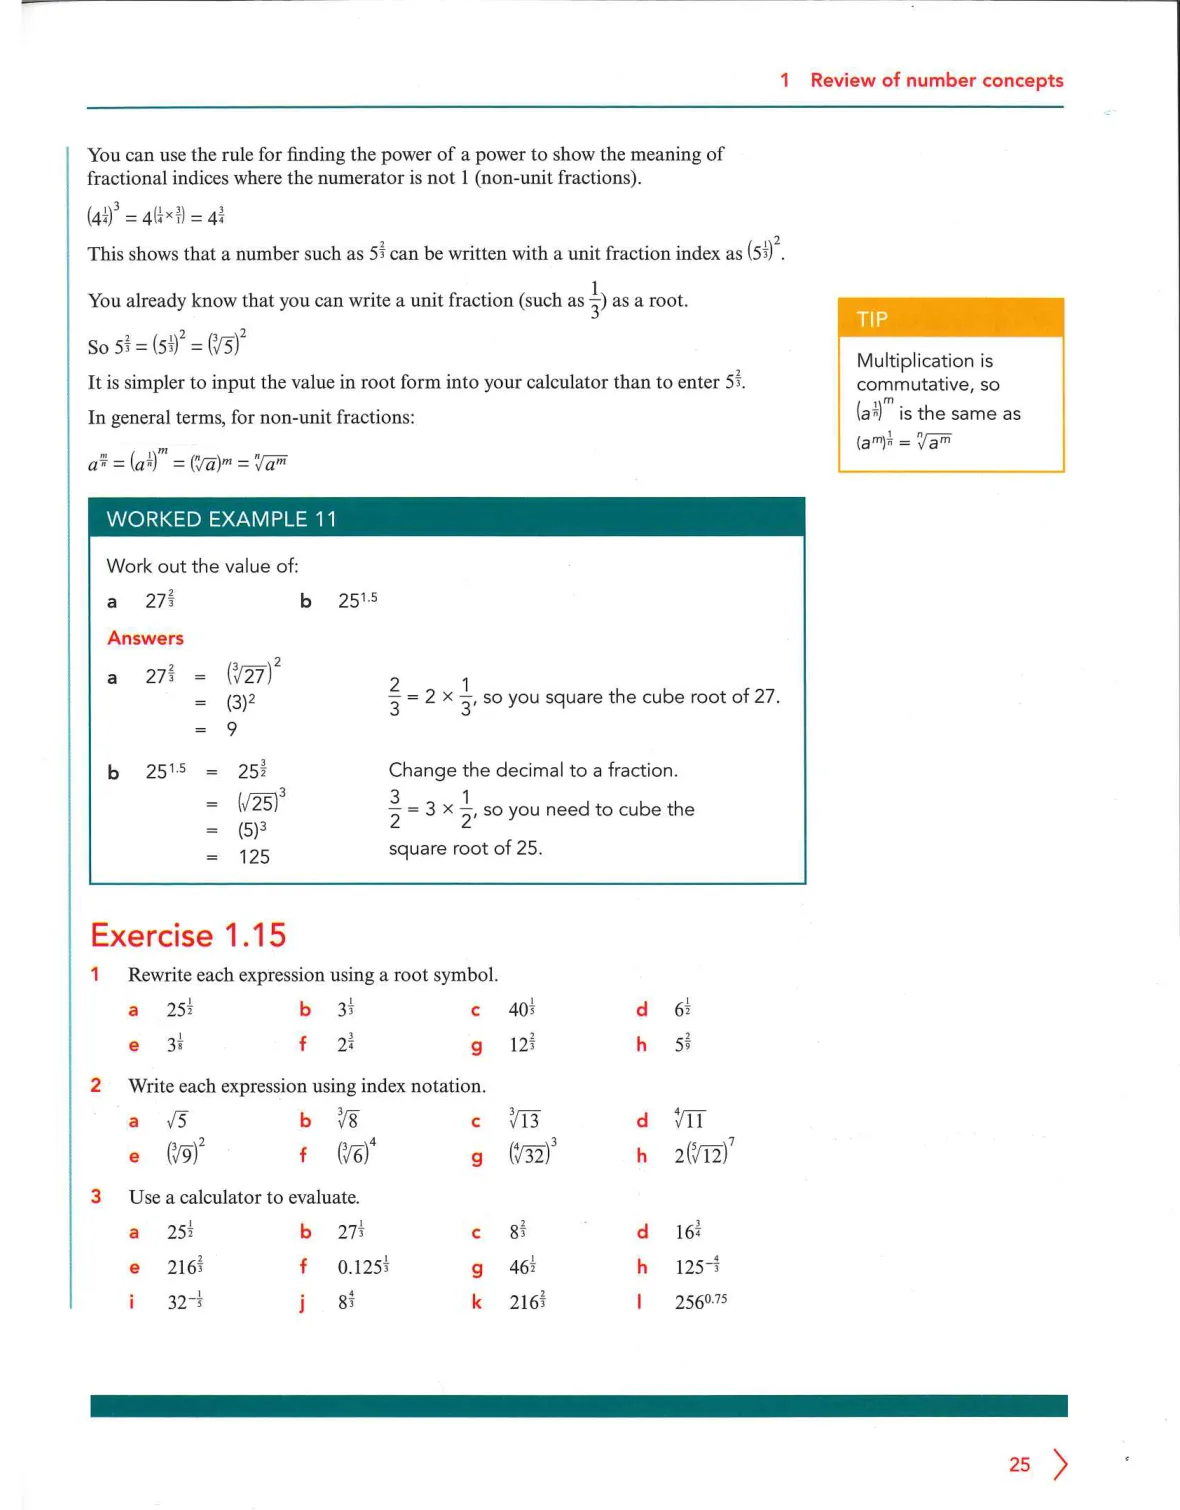 1 Review of number concepts
You can use the rule for finding the power of a power to show the meaning of
fractional indices where the numerator is not 1 (non-unit fractions).
(4^(1/4))^3 = 4^(1/4 × 3/1) = 4^(3/4)
This shows that a number such as 5^(2/3) can be written with a unit fraction index as (5^(1/3))^2.
You already know that you can write a unit fraction (such as 1/3) as a root.
So 5^(2/3) = (5^(1/3))^2 = (∛5)^2
It is simpler to input the value in root form into your calculator than to enter 5^(2/3).
In general terms, for non-unit fractions:
a^(m/n) = (a^(1/n))^m = (ⁿ√a)^m = ⁿ√a^m
TIP
Multiplication is
commutative, so
(a^(1/n))^m is the same as
(a^m)^(1/n) = ⁿ√a^m
WORKED EXAMPLE 11
Work out the value of:
a 27^(2/3) b 25^1.5
Answers
a 27^(2/3) = (∛27)^2
= (3)^2
= 9
2/3 = 2 × 1/3, so you square the cube root of 27.
b 25^1.5 = 25^(3/2) Change the decimal to a fraction.
= (√25)^3
= (5)^3
= 125
3/2 = 3 × 1/2, so you need to cube the
square root of 25.
Exercise 1.15
1 Rewrite each expression using a root symbol.
a 25^(1/2) b 3^(1/3) c 40^(1/5) d 6^(1/2)
e 3^(1/8) f 2^(3/4) g 12^(2/3) h 5^(2/9)
2 Write each expression using index notation.
a √5 b ∛8 c ∛13 d ∜11
e (∛9)^2 f (∛6)^4 g (∜32)^3 h 2(⁵√12)^7
3 Use a calculator to evaluate.
a 25^(1/2) b 27^(1/3) c 8^(2/3) d 16^(3/4)
e 216^(2/3) f 0.125^(1/3) g 46^(1/2) h 125^(-4/3)
i 32^(-1/5) j 8^(4/3) k 216^(2/3) l 256^0.75
25